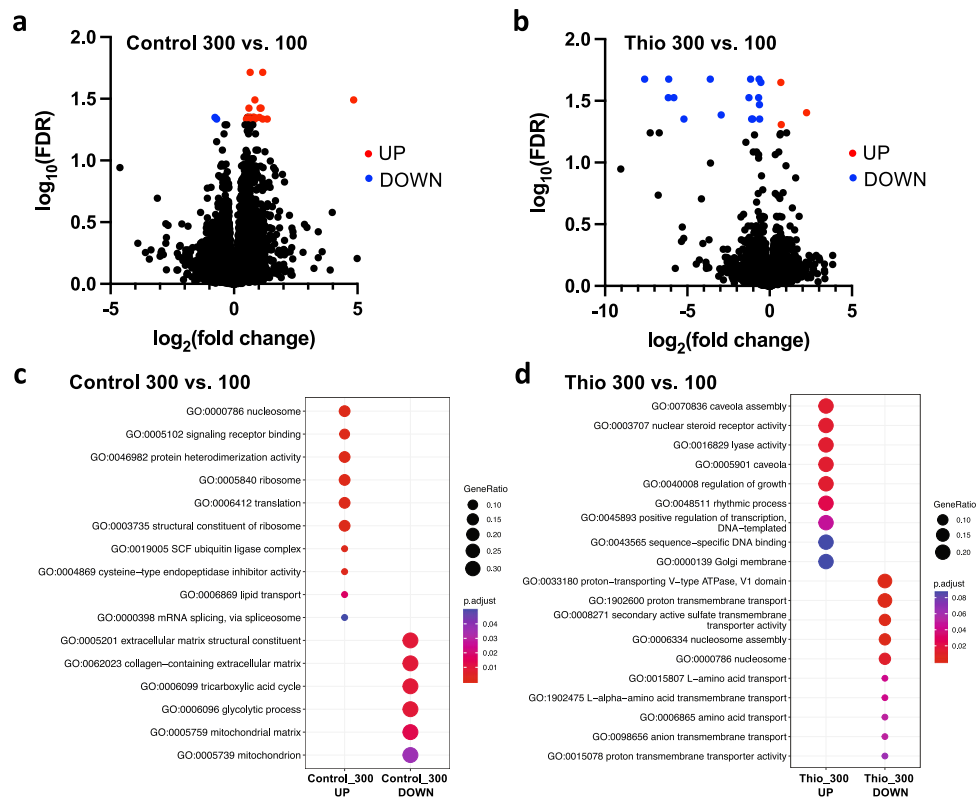 a
Control 300 vs. 100
2.0
1.5
1.0
0.5
0.0
log10(FDR)
-5
0
5
log2(fold change)
UP
DOWN
b
Thio 300 vs. 100
2.0
1.5
1.0
0.5
0.0
log10(FDR)
-10
-5
0
5
log2(fold change)
UP
DOWN
c
Control 300 vs. 100
GO:0000786 nucleosome
GO:0005102 signaling receptor binding
GO:0046982 protein heterodimerization activity
GO:0005840 ribosome
GO:0006412 translation
GO:0003735 structural constituent of ribosome
GO:0019005 SCF ubiquitin ligase complex
GO:0004869 cysteine−type endopeptidase inhibitor activity
GO:0006869 lipid transport
GO:0000398 mRNA splicing, via spliceosome
GO:0005201 extracellular matrix structural constituent
GO:0062023 collagen−containing extracellular matrix
GO:0006099 tricarboxylic acid cycle
GO:0006096 glycolytic process
GO:0005759 mitochondrial matrix
GO:0005739 mitochondrion
Control_300
UP
Control_300
DOWN
GeneRatio
0.10
0.15
0.20
0.25
0.30
p.adjust
0.04
0.03
0.02
0.01
d
Thio 300 vs. 100
GO:0070836 caveola assembly
GO:0003707 nuclear steroid receptor activity
GO:0016829 lyase activity
GO:0005901 caveola
GO:0040008 regulation of growth
GO:0048511 rhythmic process
GO:0045893 positive regulation of transcription,
DNA−templated
GO:0043565 sequence−specific DNA binding
GO:0000139 Golgi membrane
GO:0033180 proton−transporting V−type ATPase, V1 domain
GO:1902600 proton transmembrane transport
GO:0008271 secondary active sulfate transmembrane
transporter activity
GO:0006334 nucleosome assembly
GO:0000786 nucleosome
GO:0015807 L−amino acid transport
GO:1902475 L−alpha−amino acid transmembrane transport
GO:0006865 amino acid transport
GO:0098656 anion transmembrane transport
GO:0015078 proton transmembrane transporter activity
Thio_300
UP
Thio_300
DOWN
GeneRatio
0.10
0.15
0.20
p.adjust
0.08
0.06
0.04
0.02